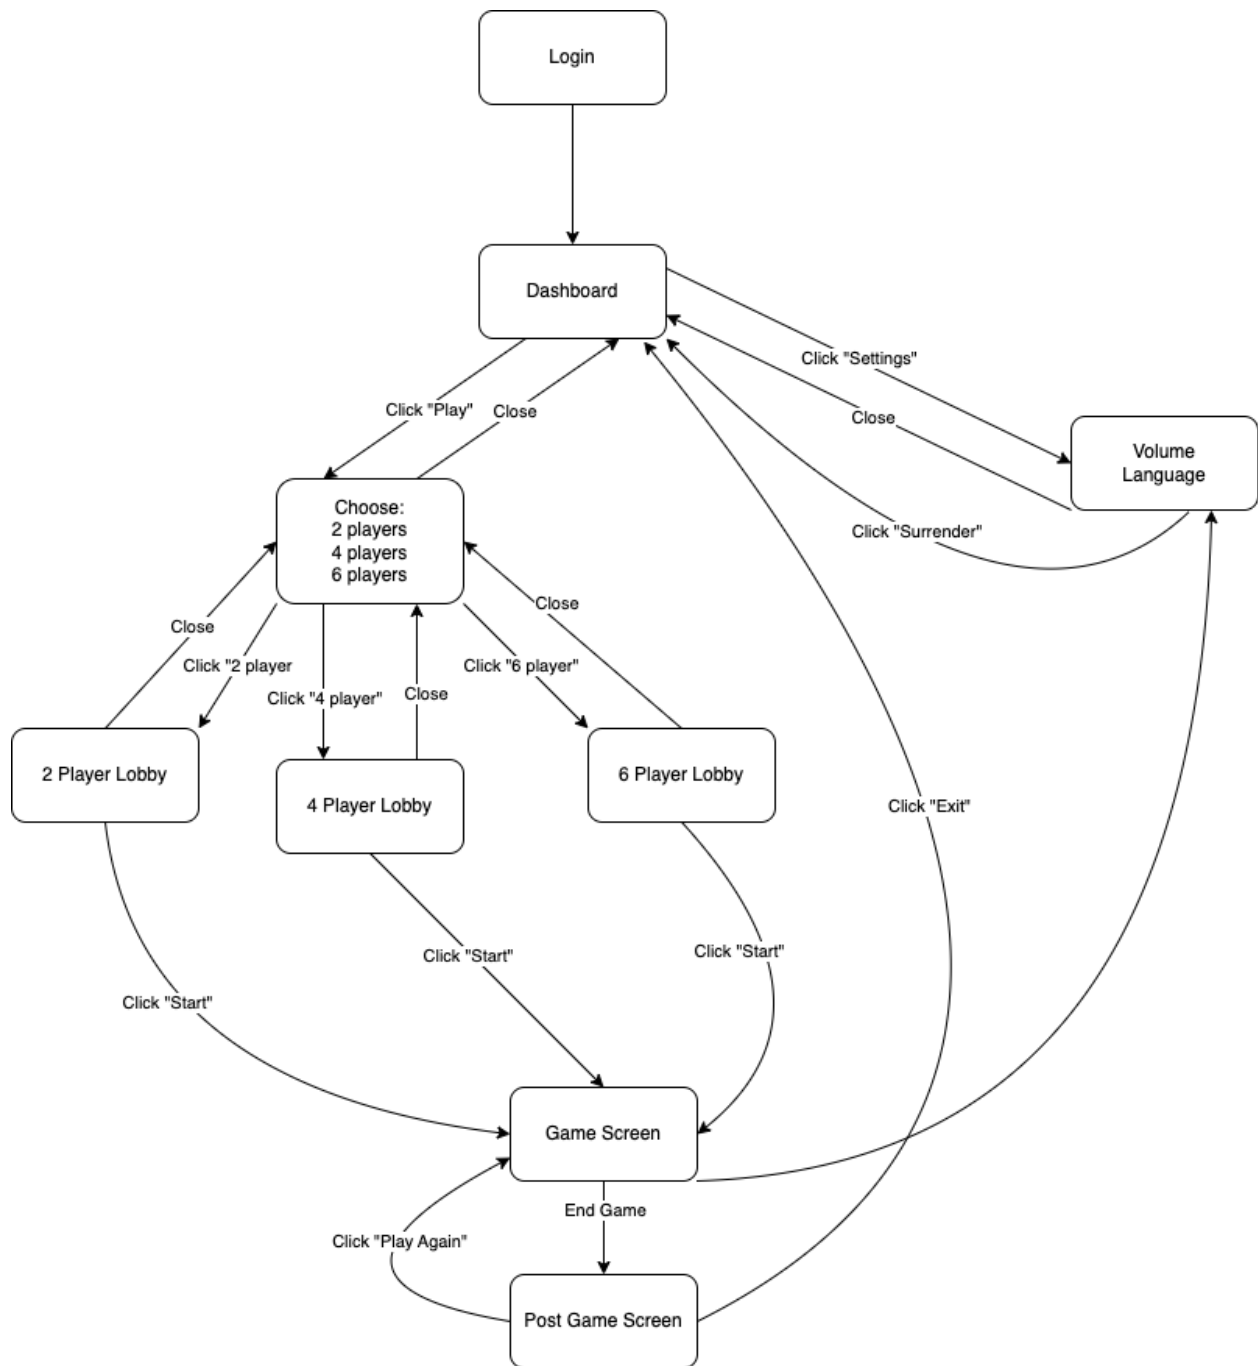 Login
Dashboard
Click "Settings"
Click "Play"
Close
Close
Volume
Language
Choose:
2 players
4 players
6 players
Click "Surrender"
Close
Close
Click "2 player
Click "6 player"
Click "4 player"
Close
2 Player Lobby
4 Player Lobby
6 Player Lobby
Click "Exit"
Click "Start"
Click "Start"
Click "Start"
Game Screen
End Game
Click "Play Again"
Post Game Screen